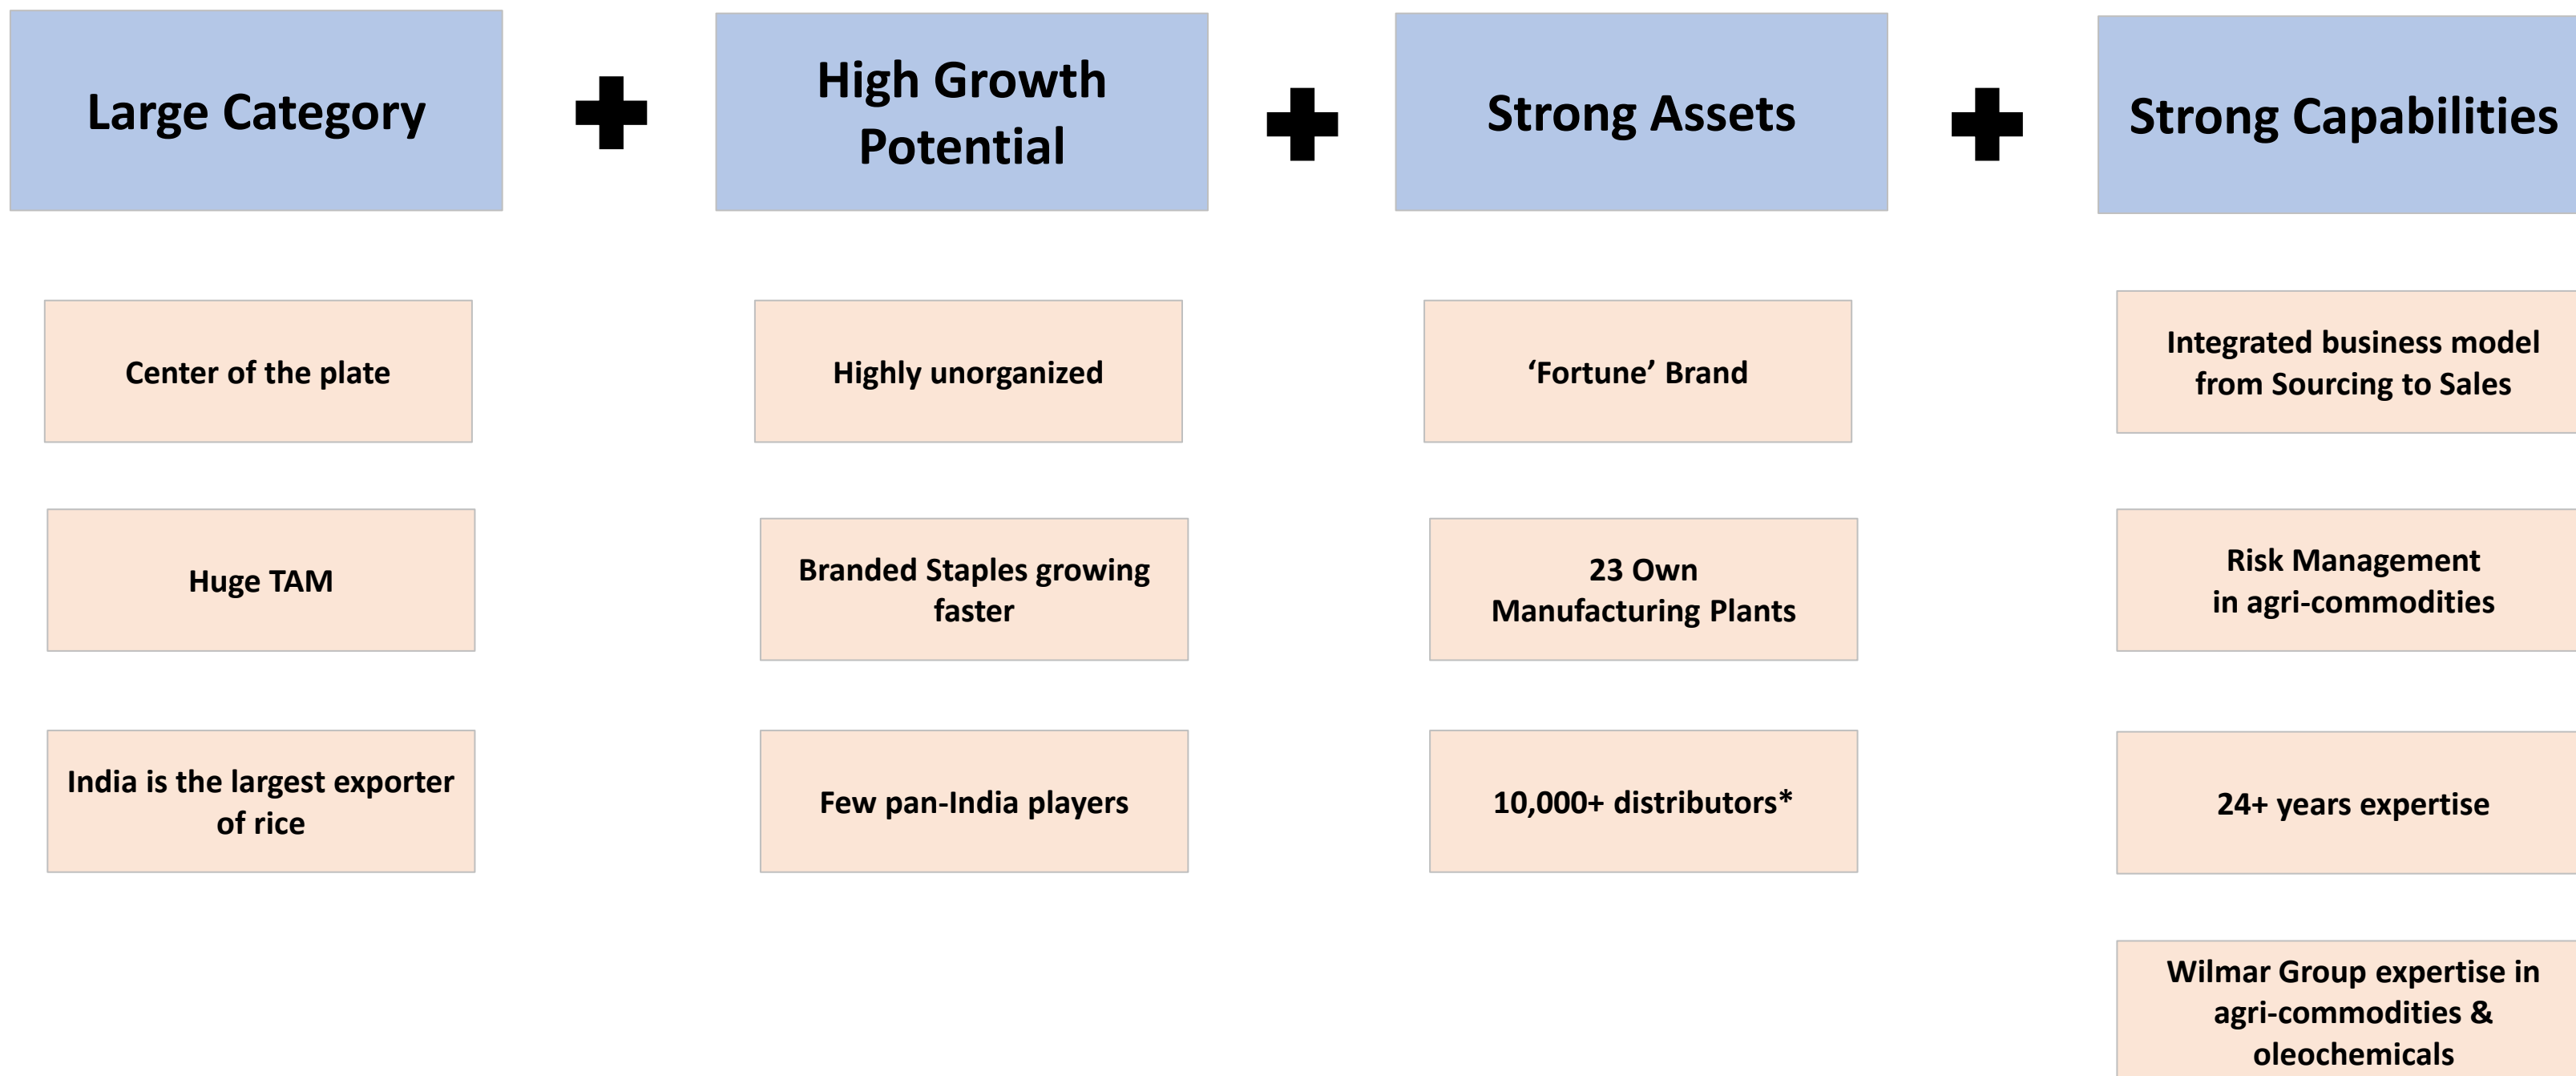 Large Category
High Growth
Potential
Strong Assets
Strong Capabilities
Center of the plate
Huge TAM
India is the largest exporter
of rice
Highly unorganized
Branded Staples growing
faster
Few pan-India players
‘Fortune’ Brand
23 Own
Manufacturing Plants
10,000+ distributors*
Integrated business model
from Sourcing to Sales
Risk Management
in agri-commodities
24+ years expertise
Wilmar Group expertise in
agri-commodities &
oleochemicals